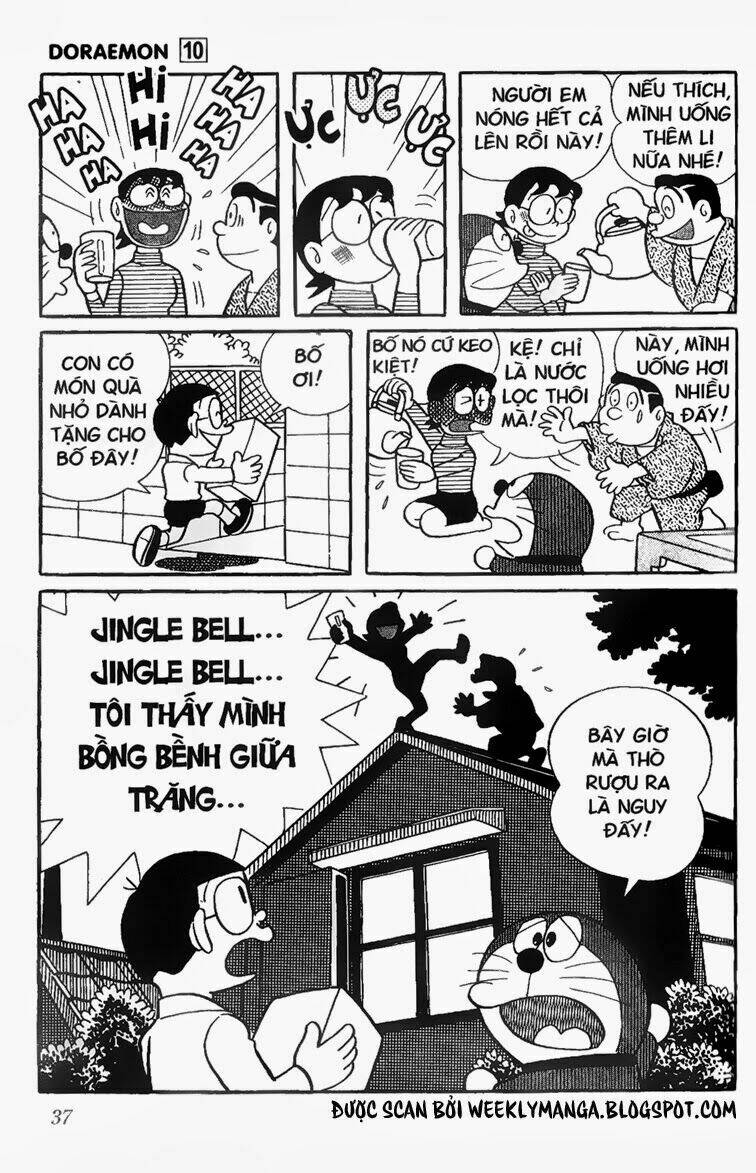 DORAEMON 10
HA
HA
HA
Hi
Hi
HA
HA
HA
ỰC
ỰC
ỰC
NGƯỜI EM
NÓNG HẾT CẢ
LÊN RỒI NÀY!
NẾU THÍCH,
MÌNH UỐNG
THÊM LI
NỮA NHÉ!
CON CÓ
MÓN QUÀ
NHỎ DÀNH
TẶNG CHO
BỐ ĐÂY!
BỐ
ƠI!
BỐ NÓ CỨ KEO
KIỆT!
KỆ! CHỈ
LÀ NƯỚC
LỌC THÔI
MÀ!
NÀY, MÌNH
UỐNG HƠI
NHIỀU
ĐẤY!
JINGLE BELL...
JINGLE BELL...
TÔI THẤY MÌNH
BỒNG BỀNH GIỮA
TRĂNG...
BÂY GIỜ
MÀ THÒ
RƯỢU RA
LÀ NGUY
ĐẤY!
37
ĐƯỢC SCAN BỞI WEEKLYMANGA.BLOGSPOT.COM